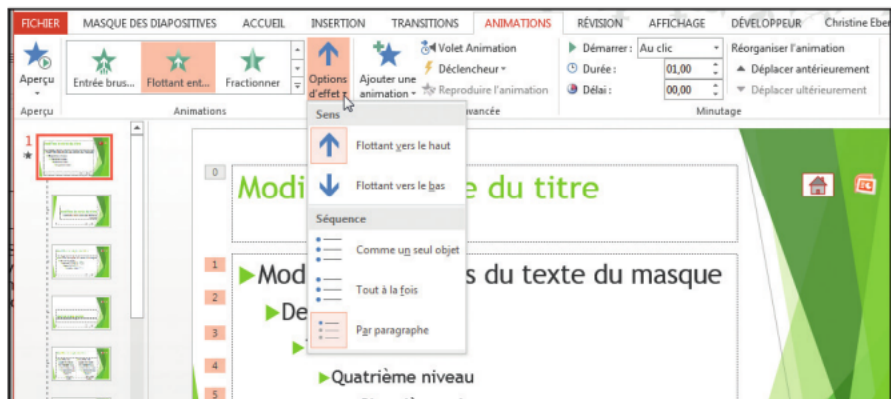 FICHIER MASQUE DES DIAPOSITIVES ACCUEIL INSERTION TRANSITIONS ANIMATIONS RÉVISION AFFICHAGE DÉVELOPPEUR Christine Eber
Aperçu
Entrée brus... Flottant ent... Fractionner
Options d'effet
Ajouter une animation
Volet Animation
Déclencheur
Reproduire l'animation
Démarrer : Au clic
Durée : 01,00
Délai : 00,00
Réorganiser l'animation
Déplacer antérieurement
Déplacer ultérieurement
Aperçu Animations vancée Minutage
Sens
Flottant vers le haut
Flottant vers le bas
Séquence
Comme un seul objet
Tout à la fois
Par paragraphe
1
0
Modi e du titre
1
Mod s du texte du masque
2
De
3
4
Quatrième niveau
5